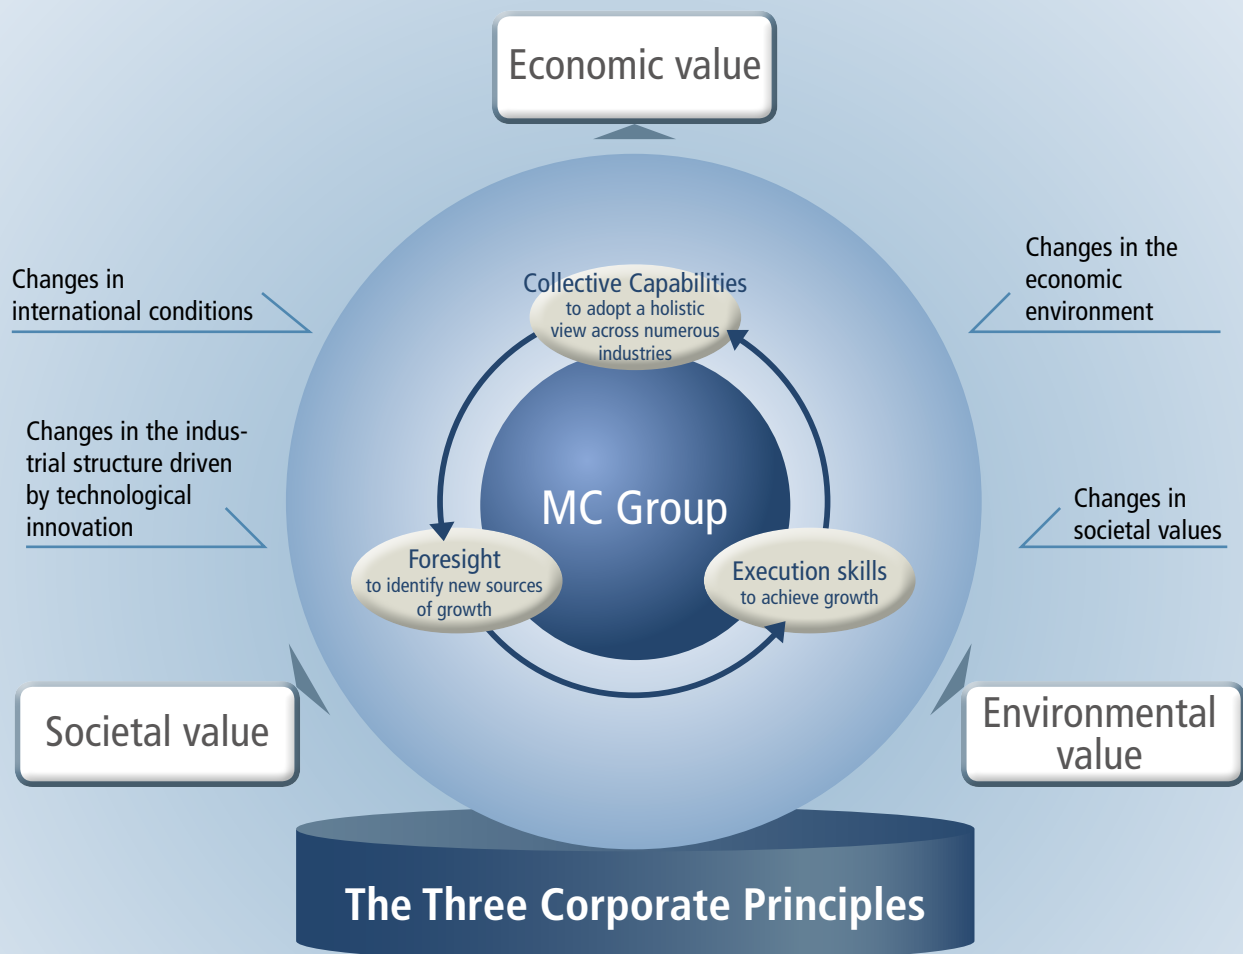 Economic value
Changes in
international conditions
Changes in the
economic
environment
Collective Capabilities
to adopt a holistic
view across numerous
industries
Changes in the indus-
trial structure driven
by technological
innovation
MC Group
Changes in
societal values
Foresight
to identify new sources
of growth
Execution skills
to achieve growth
Societal value
Environmental
value
The Three Corporate Principles